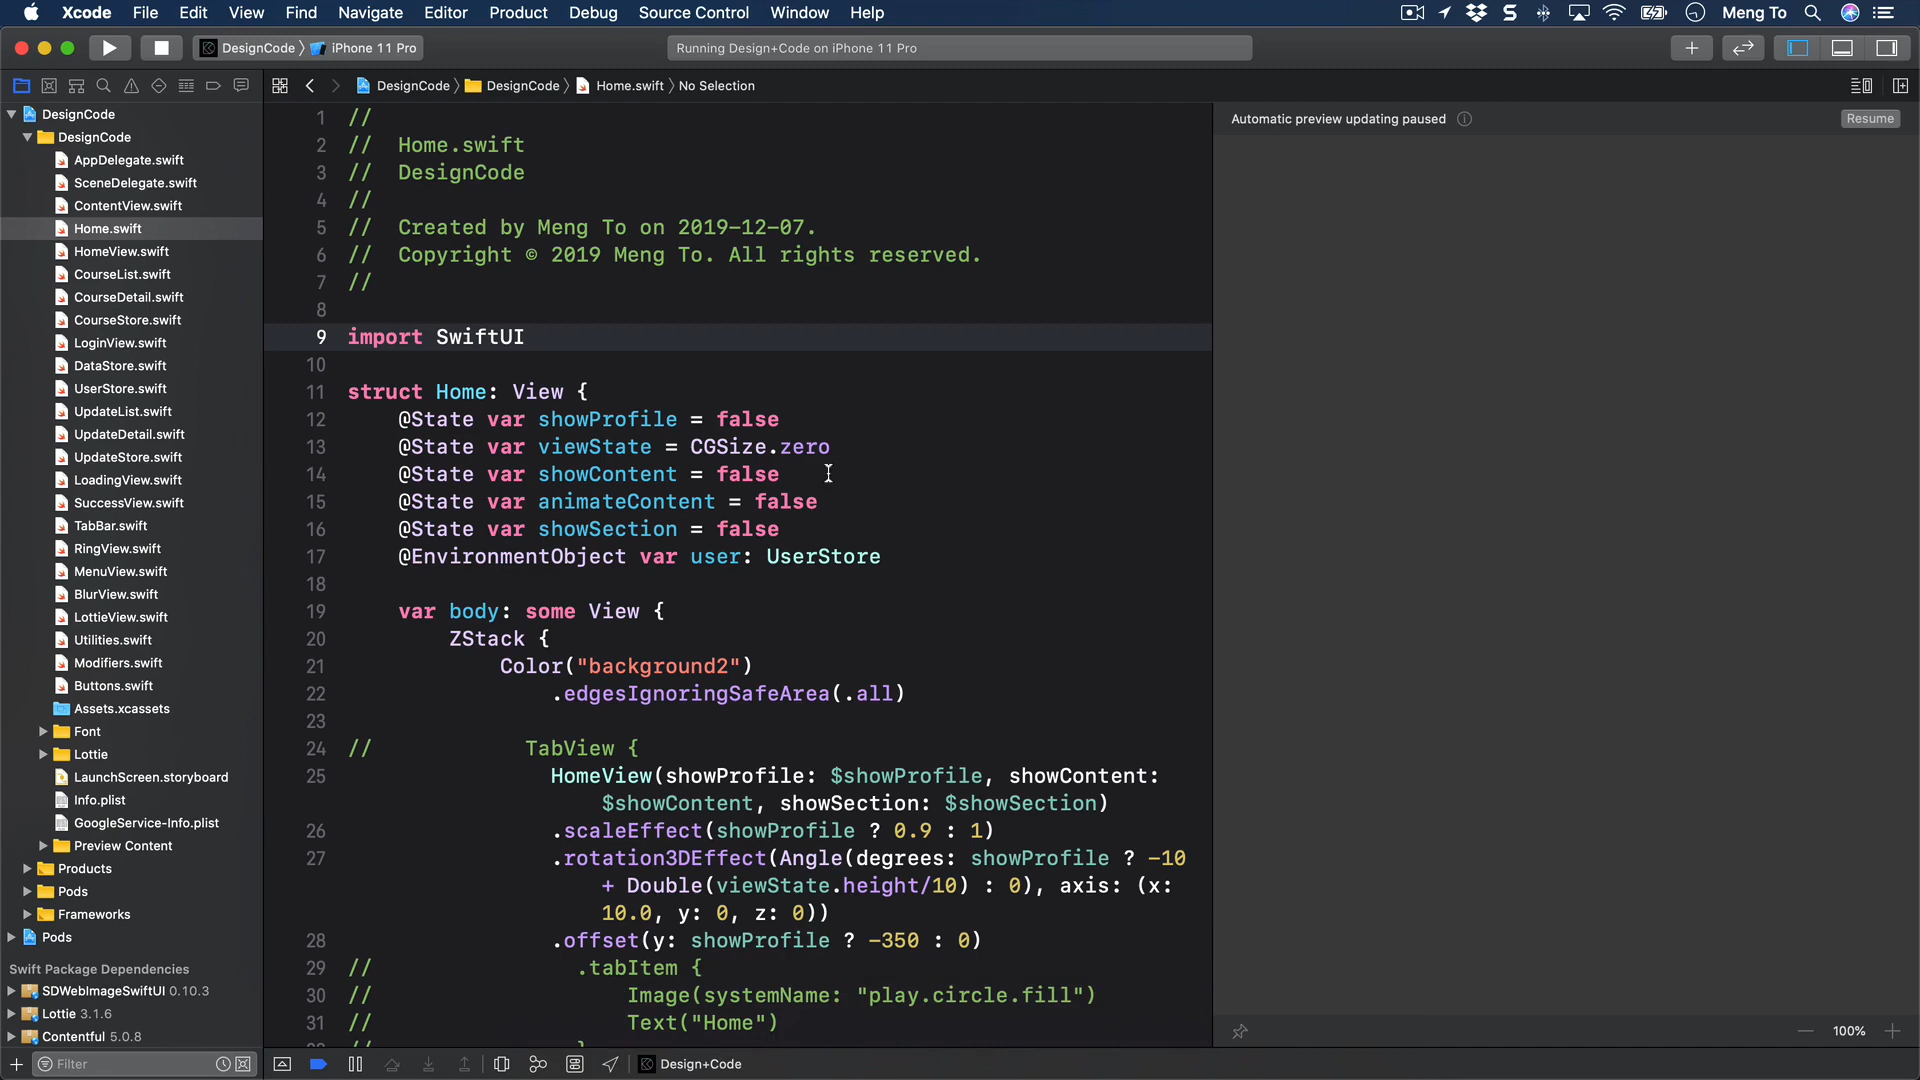 Xcode File Edit View Find Navigate Editor Product Debug Source Control Window Help Meng To
DesignCode iPhone 11 Pro Running Design+Code on iPhone 11 Pro
DesignCode DesignCode Home.swift No Selection
DesignCode
DesignCode
AppDelegate.swift
SceneDelegate.swift
ContentView.swift
Home.swift
HomeView.swift
CourseList.swift
CourseDetail.swift
CourseStore.swift
LoginView.swift
DataStore.swift
UserStore.swift
UpdateList.swift
UpdateDetail.swift
UpdateStore.swift
LoadingView.swift
SuccessView.swift
TabBar.swift
RingView.swift
MenuView.swift
BlurView.swift
LottieView.swift
Utilities.swift
Modifiers.swift
Buttons.swift
Assets.xcassets
Font
Lottie
LaunchScreen.storyboard
Info.plist
GoogleService-Info.plist
Preview Content
Products
Pods
Frameworks
Pods
Swift Package Dependencies
SDWebImageSwiftUI 0.10.3
Lottie 3.1.6
Contentful 5.0.8
Filter
1 //
2 //  Home.swift
3 //  DesignCode
4 //
5 //  Created by Meng To on 2019-12-07.
6 //  Copyright © 2019 Meng To. All rights reserved.
7 //
8
9 import SwiftUI
10
11 struct Home: View {
12 @State var showProfile = false
13 @State var viewState = CGSize.zero
14 @State var showContent = false
15 @State var animateContent = false
16 @State var showSection = false
17 @EnvironmentObject var user: UserStore
18
19 var body: some View {
20 ZStack {
21 Color("background2")
22 .edgesIgnoringSafeArea(.all)
23
24 // TabView {
25 HomeView(showProfile: $showProfile, showContent:
$showContent, showSection: $showSection)
26 .scaleEffect(showProfile ? 0.9 : 1)
27 .rotation3DEffect(Angle(degrees: showProfile ? -10
+ Double(viewState.height/10) : 0), axis: (x:
10.0, y: 0, z: 0))
28 .offset(y: showProfile ? -350 : 0)
29 // .tabItem {
30 // Image(systemName: "play.circle.fill")
31 // Text("Home")
Automatic preview updating paused Resume
100%
Design+Code